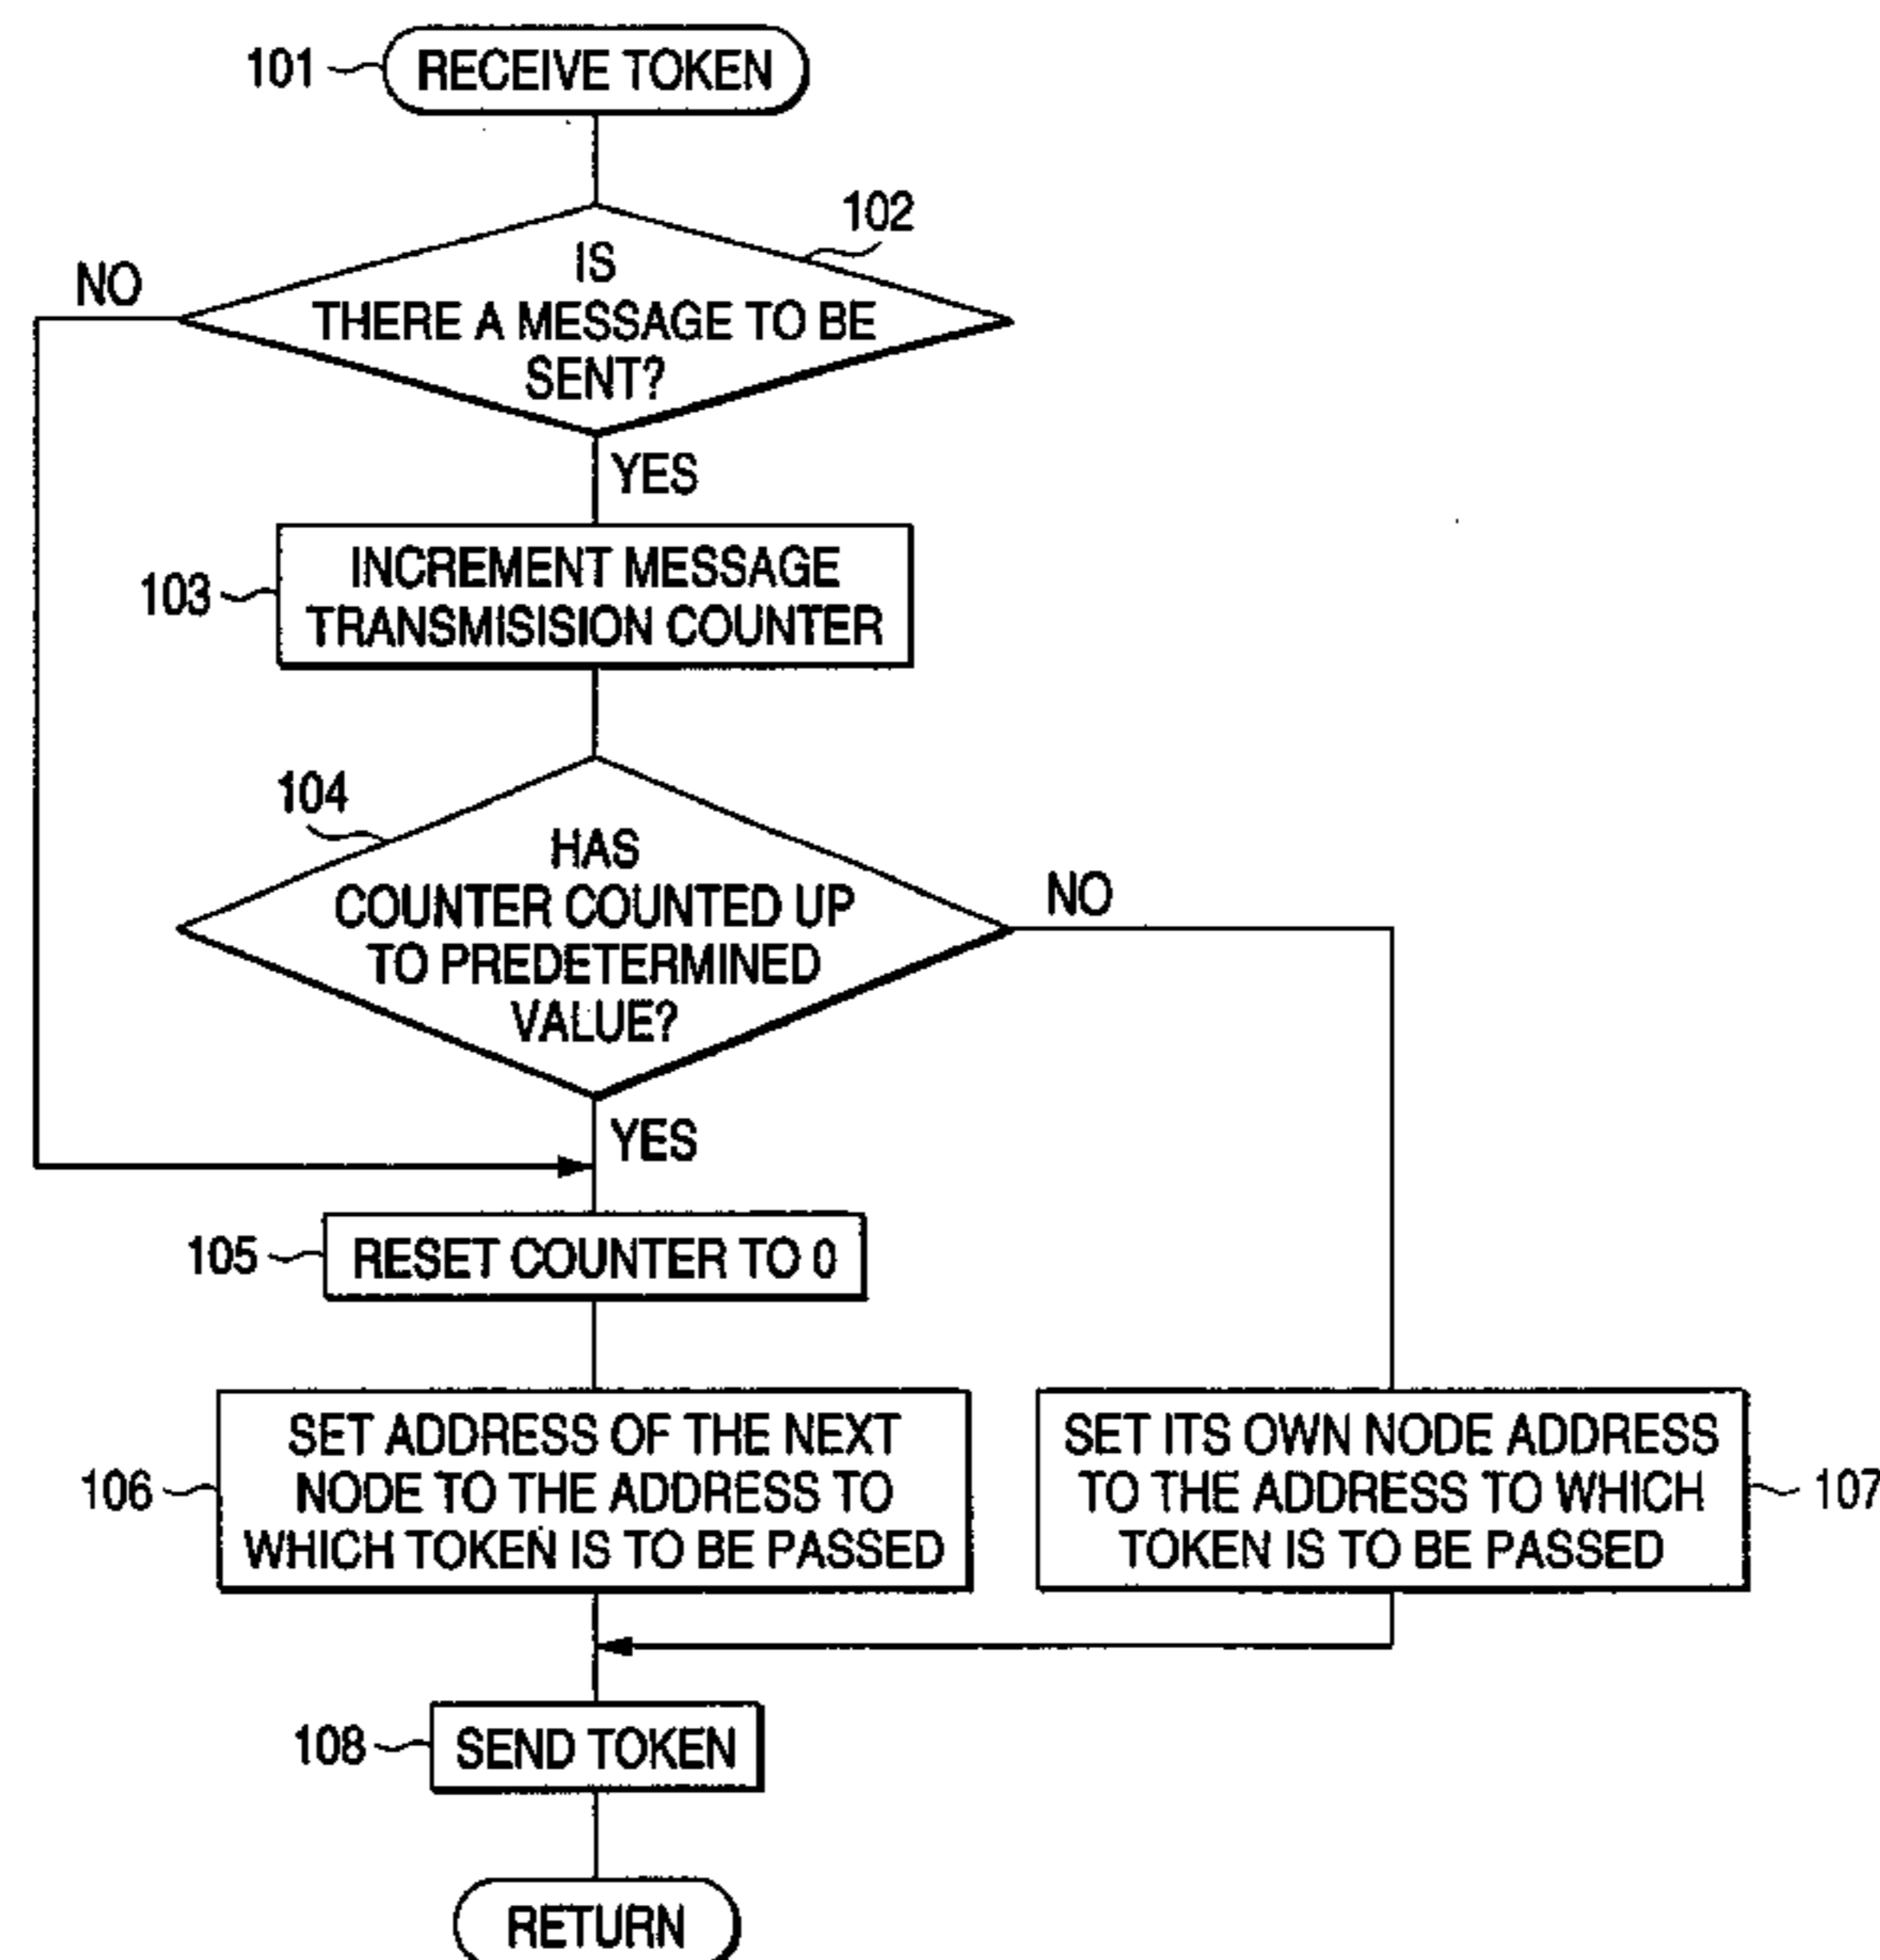 101
RECEIVE TOKEN
102
NO
IS
THERE A MESSAGE TO BE
SENT?
YES
103
INCREMENT MESSAGE
TRANSMISISION COUNTER
104
HAS
COUNTER COUNTED UP
TO PREDETERMINED
VALUE?
NO
YES
105
RESET COUNTER TO 0
106
SET ADDRESS OF THE NEXT
NODE TO THE ADDRESS TO
WHICH TOKEN IS TO BE PASSED
SET ITS OWN NODE ADDRESS
TO THE ADDRESS TO WHICH
TOKEN IS TO BE PASSED
107
108
SEND TOKEN
RETURN